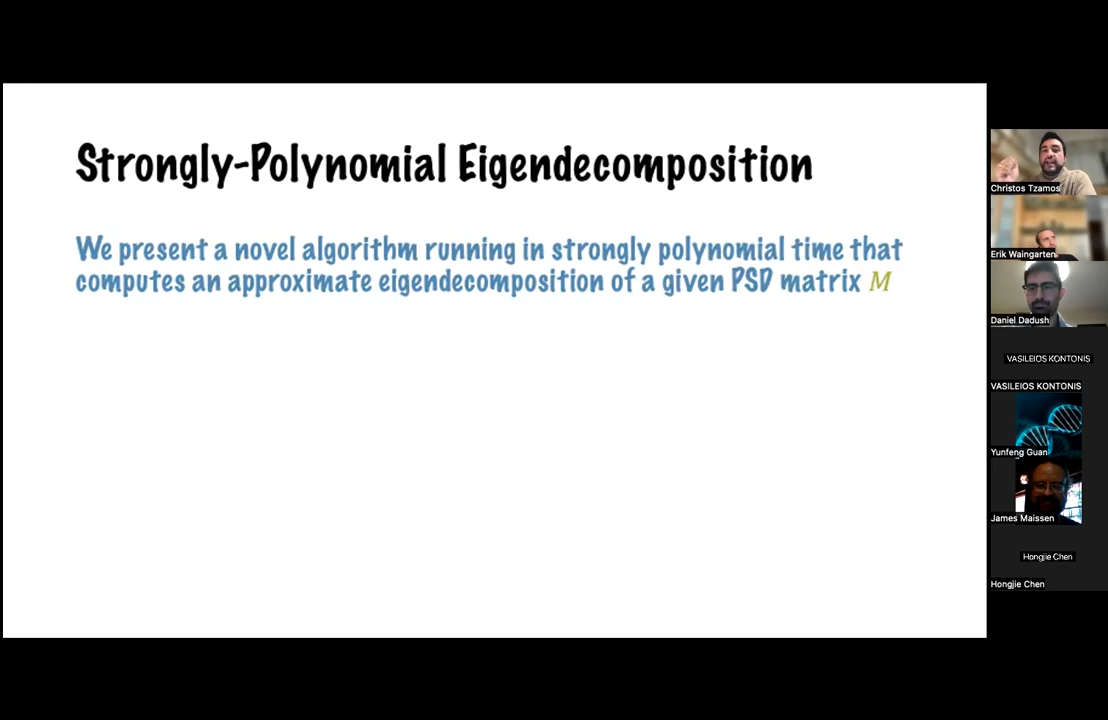 Strongly-Polynomial Eigendecomposition
We present a novel algorithm running in strongly polynomial time that
computes an approximate eigendecomposition of a given PSD matrix M
Christos Tzamos
Erik Waingarten
Daniel Dadush
VASILEIOS KONTONIS
VASILEIOS KONTONIS
Yunfeng Guan
James Maissen
Hongjie Chen
Hongjie Chen